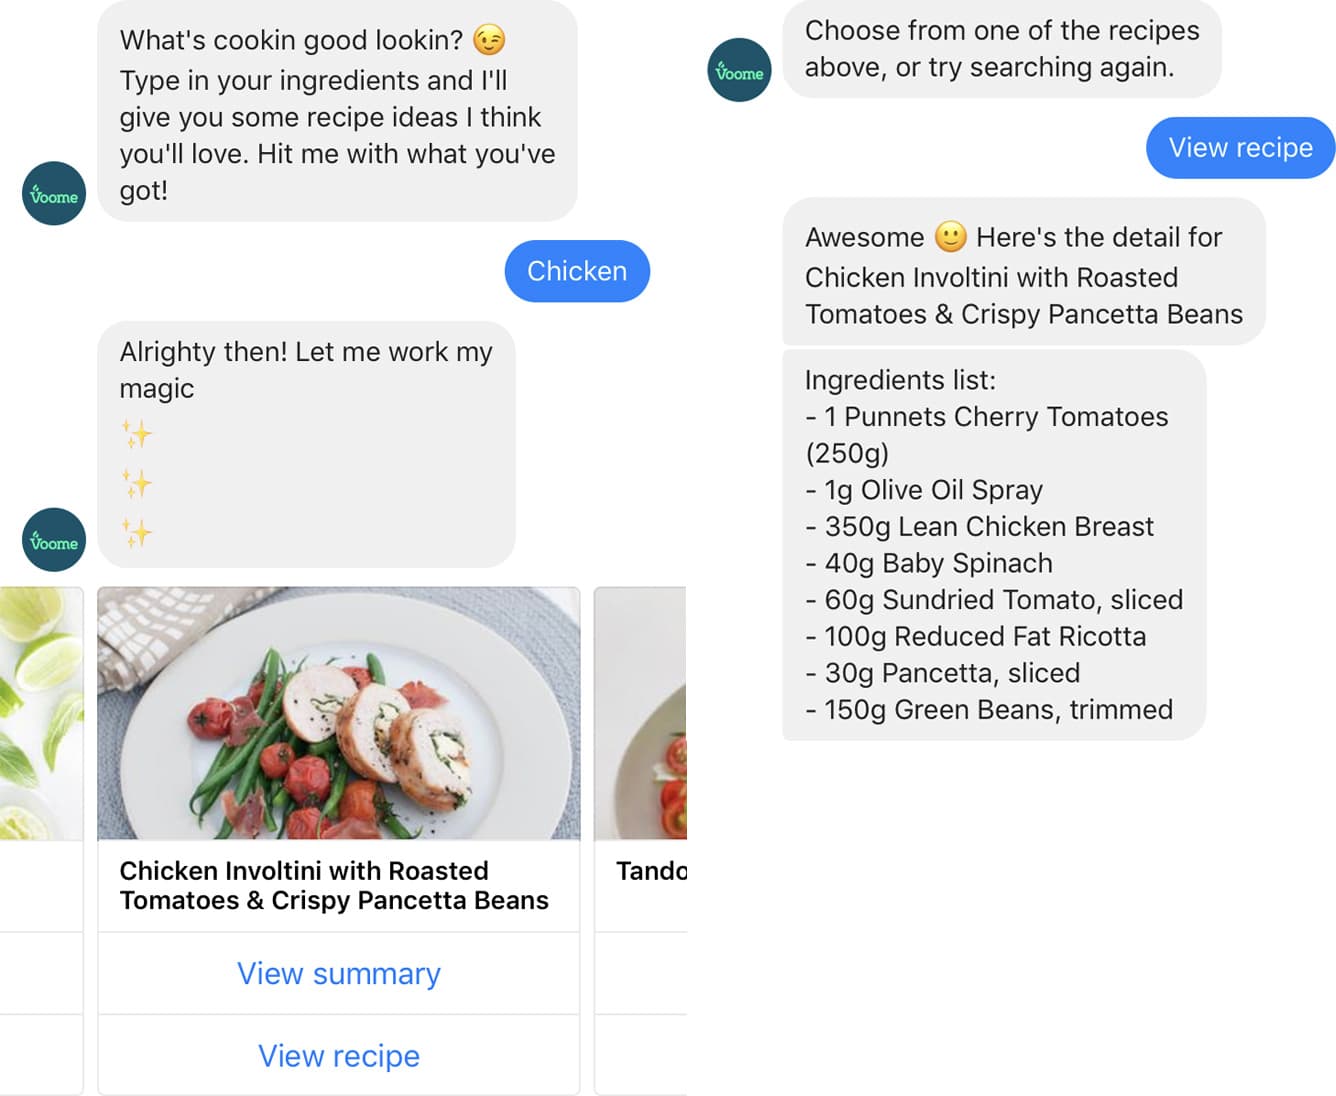 What's cookin good lookin? 😉
Type in your ingredients and I'll
give you some recipe ideas I think
you'll love. Hit me with what you've
got!
Voome
Chicken
Alrighty then! Let me work my
magic
✨
✨
✨
Voome
Chicken Involtini with Roasted
Tomatoes & Crispy Pancetta Beans
View summary
View recipe
Tando
Choose from one of the recipes
above, or try searching again.
Voome
View recipe
Awesome 🙂 Here's the detail for
Chicken Involtini with Roasted
Tomatoes & Crispy Pancetta Beans
Ingredients list:
- 1 Punnets Cherry Tomatoes
(250g)
- 1g Olive Oil Spray
- 350g Lean Chicken Breast
- 40g Baby Spinach
- 60g Sundried Tomato, sliced
- 100g Reduced Fat Ricotta
- 30g Pancetta, sliced
- 150g Green Beans, trimmed